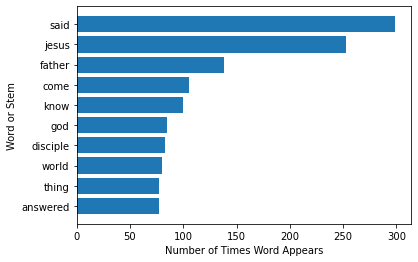 said
jesus
father
come
know
god
disciple
world
thing
answered
Word or Stem
0 50 100 150 200 250 300
Number of Times Word Appears